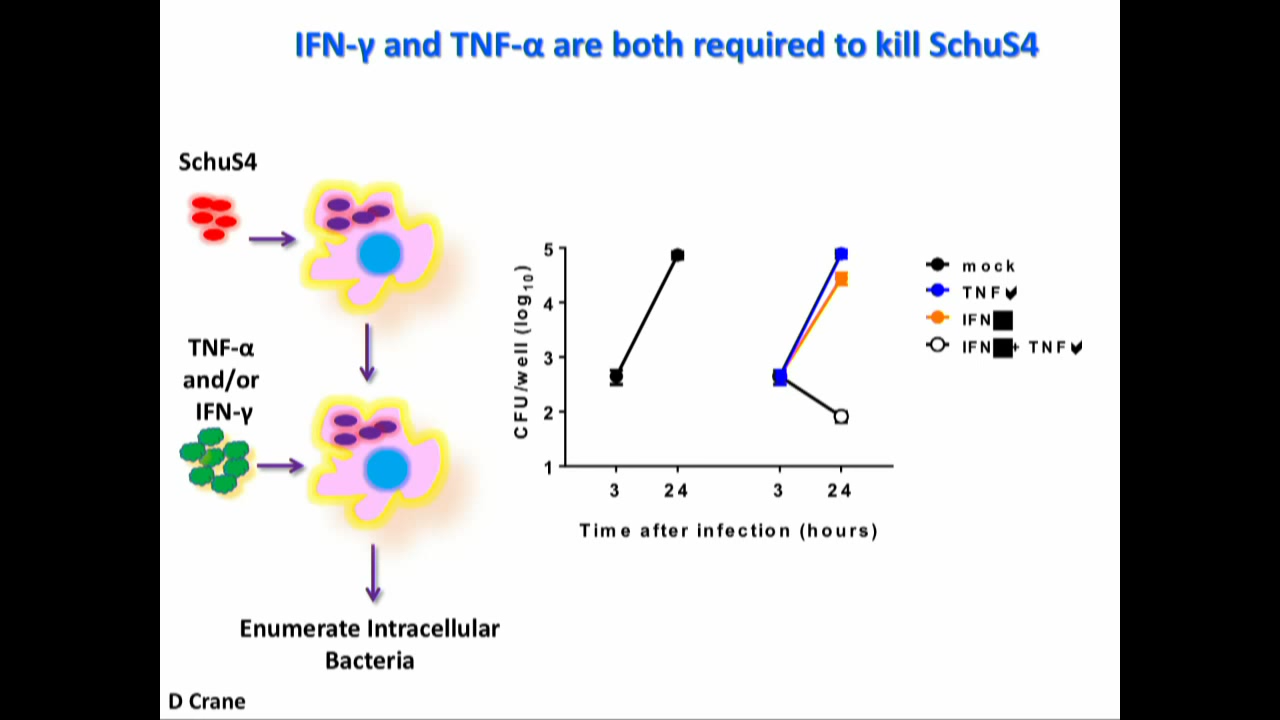 IFN-γ and TNF-α are both required to kill SchuS4
SchuS4
TNF-α
and/or
IFN-γ
Enumerate Intracellular
Bacteria
D Crane
CFU/well (log10)
5
4
3
2
1
3 24 3 24
Time after infection (hours)
mock
TNF
IFN
IFN + TNF